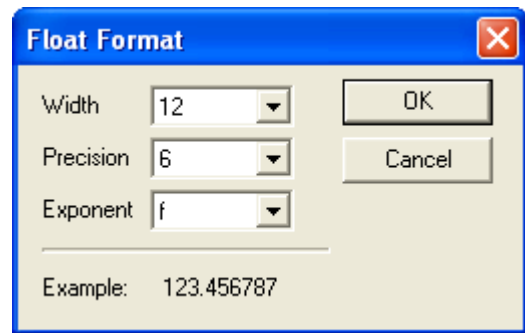 Float Format
Width 12 OK
Precision 6 Cancel
Exponent f
Example: 123.456787